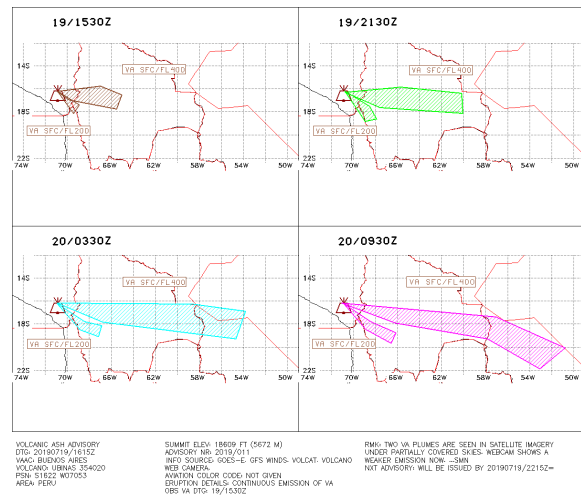 19/1530Z
14S
VA SFC/FL400
18S
VA SFC/FL200
22S
74W 70W 66W 62W 58W 54W
19/2130Z
14S
VA SFC/FL400
18S
VA SFC/FL200
22S
74W 70W 66W 62W 58W 54W 50W
20/0330Z
14S
VA SFC/FL400
18S
VA SFC/FL200
22S
74W 70W 66W 62W 58W 54W
20/0930Z
14S
VA SFC/FL400
18S
VA SFC/FL200
22S
74W 70W 66W 62W 58W 54W 50W
VOLCANIC ASH ADVISORY
DTG: 20190719/1615Z
VAAC: BUENOS AIRES
VOLCANO: UBINAS 354020
PSN: S1622 W07053
AREA: PERU
SUMMIT ELEV: 18609 FT (5672 M)
ADVISORY NR: 2019/011
INFO SOURCE: GOES-E. GFS WINDS. VOLCAT. VOLCANO
WEB CAMERA.
AVIATION COLOR CODE: NOT GIVEN
ERUPTION DETAILS: CONTINUOUS EMISSION OF VA
OBS VA DTG: 19/1530Z
RMK: TWO VA PLUMES ARE SEEN IN SATELLITE IMAGERY
UNDER PARTIALLY COVERED SKIES. WEBCAM SHOWS A
WEAKER EMISSION NOW. ...SMN
NXT ADVISORY: WILL BE ISSUED BY 20190719/2215Z=